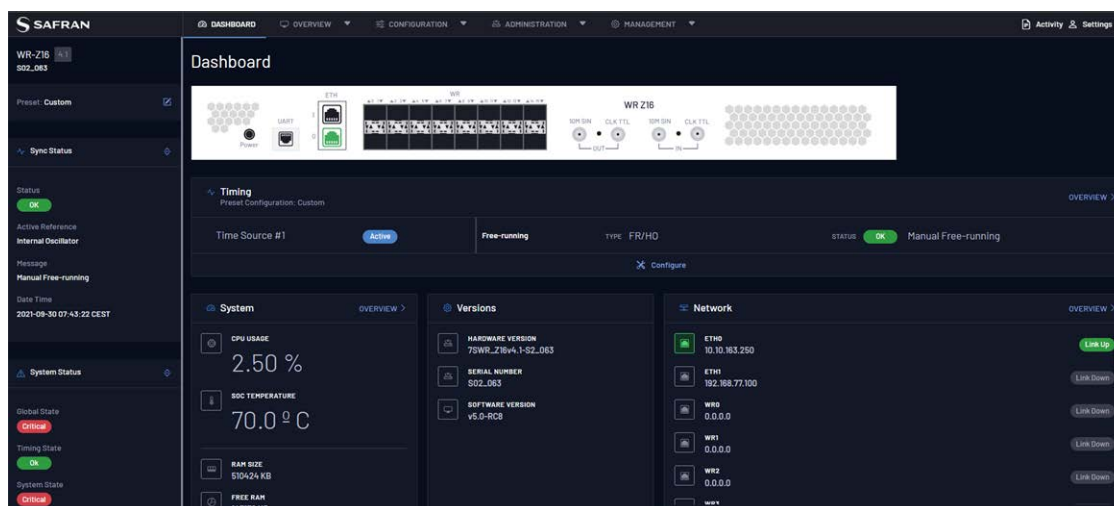 SAFRAN
DASHBOARD
OVERVIEW
CONFIGURATION
ADMINISTRATION
MANAGEMENT
Activity
Settings
WR-Z16 4.1
S02_063
Preset: Custom
Sync Status
Status
OK
Active Reference
Internal Oscillator
Message
Manual Free-running
Date Time
2021-09-30 07:43:22 CEST
System Status
Global State
Critical
Timing State
Ok
System State
Critical
Dashboard
ETH
WR
WR Z16
UART
Power
10M SIN CLK TTL 10M SIN CLK TTL
OUT IN
Timing
Preset Configuration: Custom
OVERVIEW
Time Source #1 Active Free-running TYPE FR/HO STATUS OK Manual Free-running
Configure
System OVERVIEW
CPU USAGE
2.50 %
SOC TEMPERATURE
70.0 º C
RAM SIZE
510424 KB
FREE RAM
Versions
HARDWARE VERSION
7SWR_Z16v4.1-S2_063
SERIAL NUMBER
S02_063
SOFTWARE VERSION
v5.0-RC8
Network OVERVIEW
ETH0
10.10.163.250 Link Up
ETH1
192.168.77.100 Link Down
WR0
0.0.0.0 Link Down
WR1
0.0.0.0 Link Down
WR2
0.0.0.0 Link Down
WR3